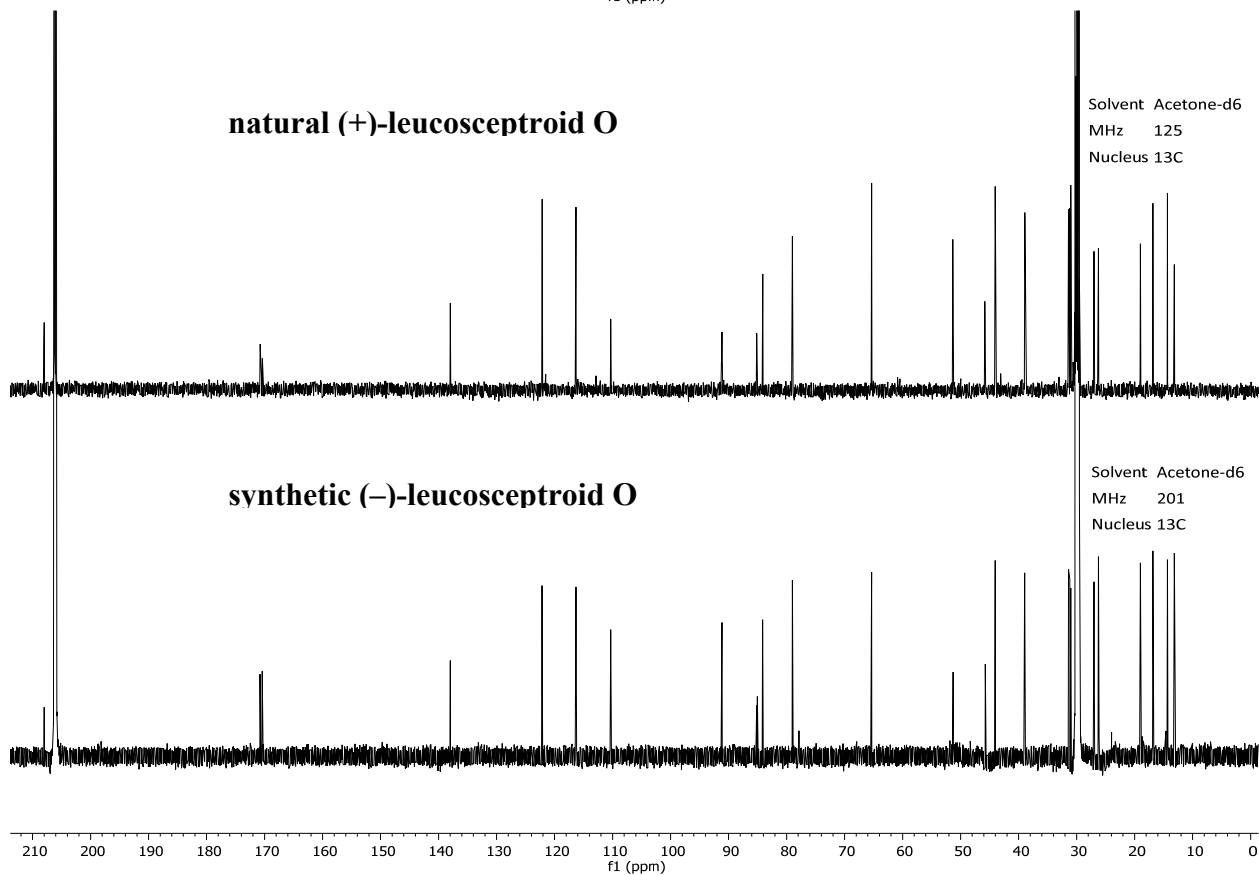 f1 (ppm)
natural (+)-leucosceptroid O
Solvent Acetone-d6
MHz 125
Nucleus 13C
synthetic (–)-leucosceptroid O
Solvent Acetone-d6
MHz 201
Nucleus 13C
210 200 190 180 170 160 150 140 130 120 110 100 90 80 70 60 50 40 30 20 10 0
f1 (ppm)